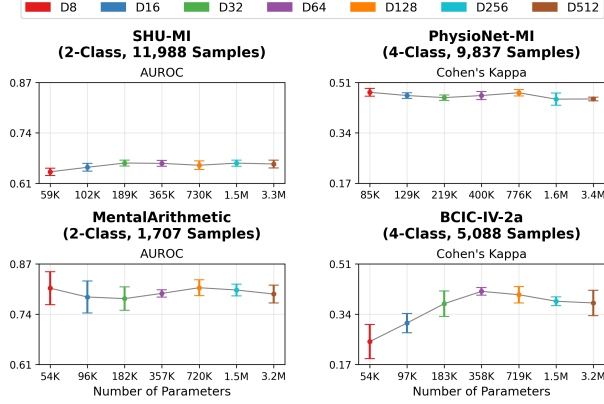 D8 D16 D32 D64 D128 D256 D512
SHU-MI
(2-Class, 11,988 Samples)
AUROC
0.87
0.74
0.61
59K 102K 189K 365K 730K 1.5M 3.3M
PhysioNet-MI
(4-Class, 9,837 Samples)
Cohen's Kappa
0.51
0.34
0.17
85K 129K 219K 400K 776K 1.6M 3.4M
MentalArithmetic
(2-Class, 1,707 Samples)
AUROC
0.87
0.74
0.61
54K 96K 182K 357K 720K 1.5M 3.2M
Number of Parameters
BCIC-IV-2a
(4-Class, 5,088 Samples)
Cohen's Kappa
0.51
0.34
0.17
54K 97K 183K 358K 719K 1.5M 3.2M
Number of Parameters